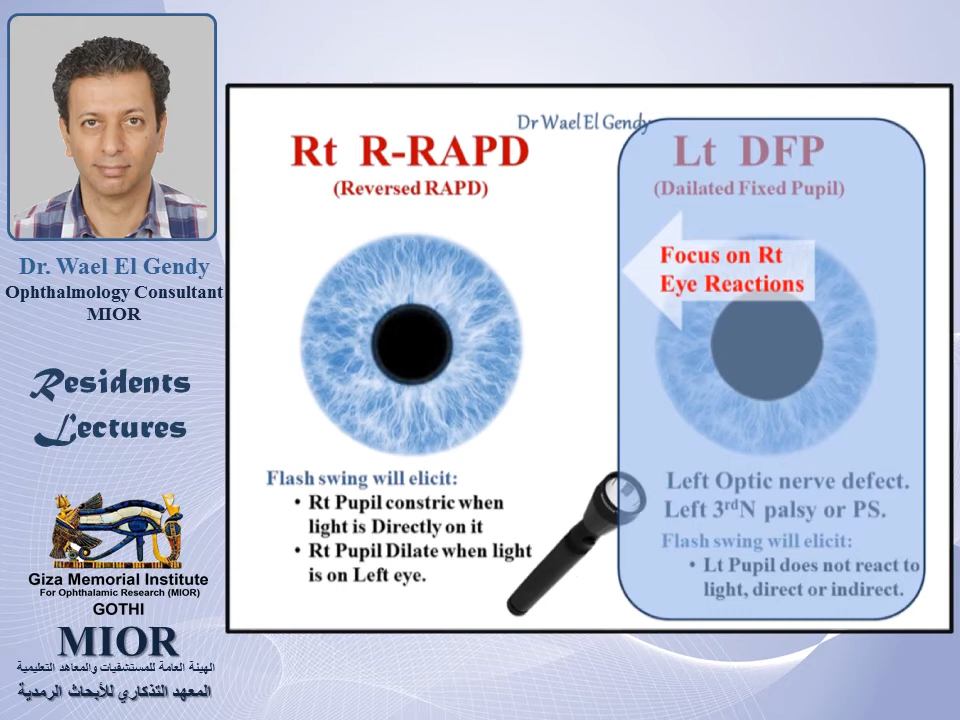 Dr. Wael El Gendy
Ophthalmology Consultant
MIOR
Residents
Lectures
Giza Memorial Institute
For Ophthalamic Research (MIOR)
GOTHI
MIOR
الهيئة العامة للمستشفيات والمعاهد التعليمية
المعهد التذكاري للأبحاث الرمدية
Dr Wael El Gendy
Rt R-RAPD
(Reversed RAPD)
Flash swing will elicit:
• Rt Pupil constric when
light is Directly on it
• Rt Pupil Dilate when light
is on Left eye.
Lt DFP
(Dailated Fixed Pupil)
Focus on Rt
Eye Reactions
Left Optic nerve defect.
Left 3rdN palsy or PS.
Flash swing will elicit:
• Lt Pupil does not react to
light, direct or indirect.